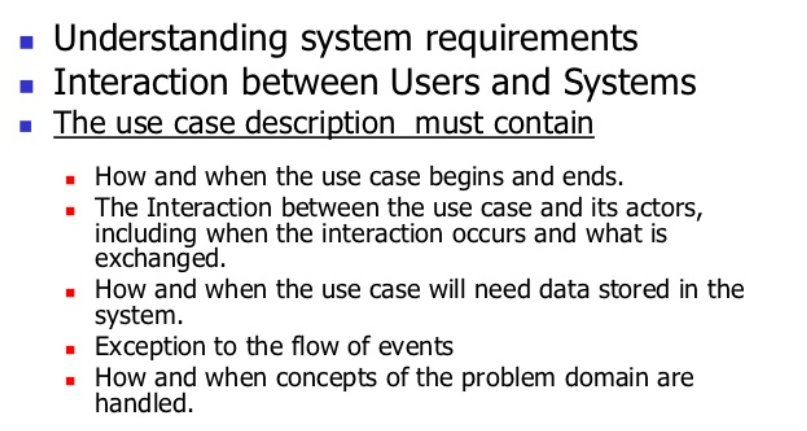 Understanding system requirements
Interaction between Users and Systems
The use case description must contain
How and when the use case begins and ends.
The Interaction between the use case and its actors,
including when the interaction occurs and what is
exchanged.
How and when the use case will need data stored in the
system.
Exception to the flow of events
How and when concepts of the problem domain are
handled.